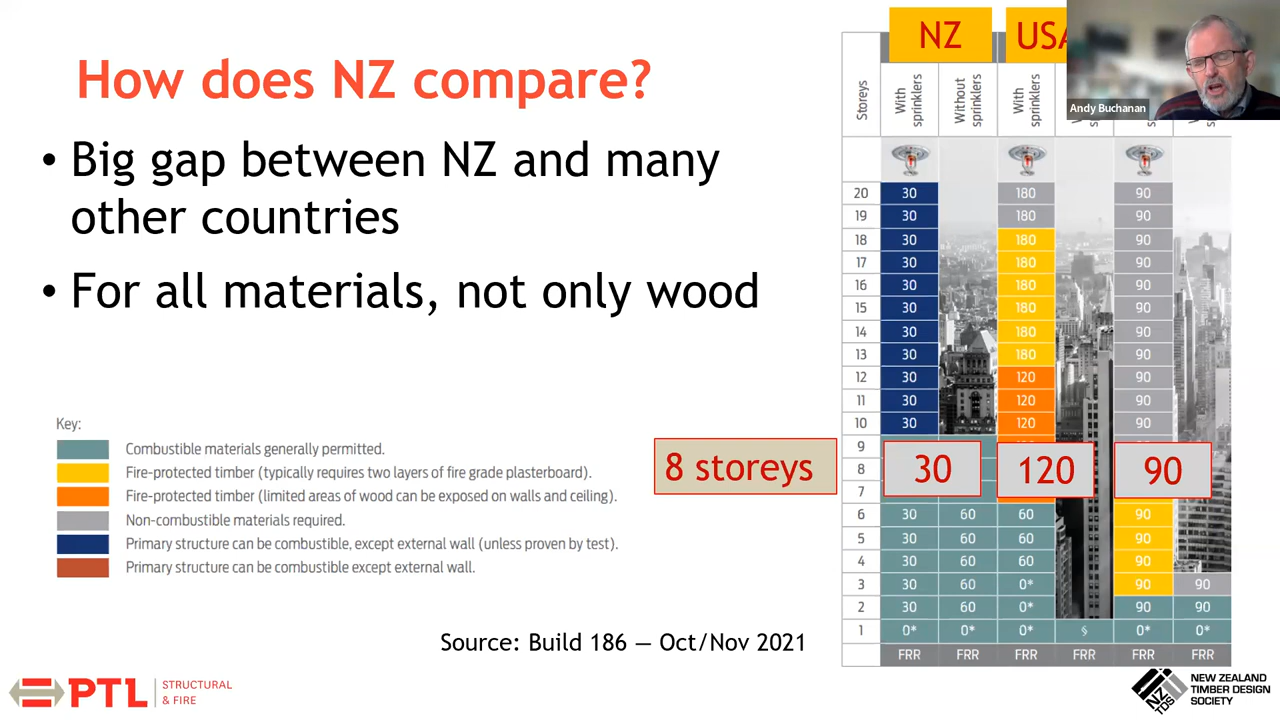 How does NZ compare?
• Big gap between NZ and many
other countries
• For all materials, not only wood
Key:
Combustible materials generally permitted.
Fire-protected timber (typically requires two layers of fire grade plasterboard).
Fire-protected timber (limited areas of wood can be exposed on walls and ceiling).
Non-combustible materials required.
Primary structure can be combustible, except external wall (unless proven by test).
Primary structure can be combustible except external wall.
Source: Build 186 — Oct/Nov 2021
PTL STRUCTURAL
& FIRE
NZ USA
Andy Buchanan
Storeys With sprinklers Without sprinklers With sprinklers
20 30 180 90
19 30 180 90
18 30 180 90
17 30 180 90
16 30 180 90
15 30 180 90
14 30 180 90
13 30 180 90
12 30 120 90
11 30 120 90
10 30 120 90
9
8
7
8 storeys 30 120 90
6 30 60 60 90
5 30 60 60 90
4 30 60 60 90
3 30 60 0* 90 90
2 30 60 0* 90 90
1 0* 0* 0* § 0* 0*
FRR FRR FRR FRR FRR FRR
NZ
TDS
NEW ZEALAND
TIMBER DESIGN
SOCIETY